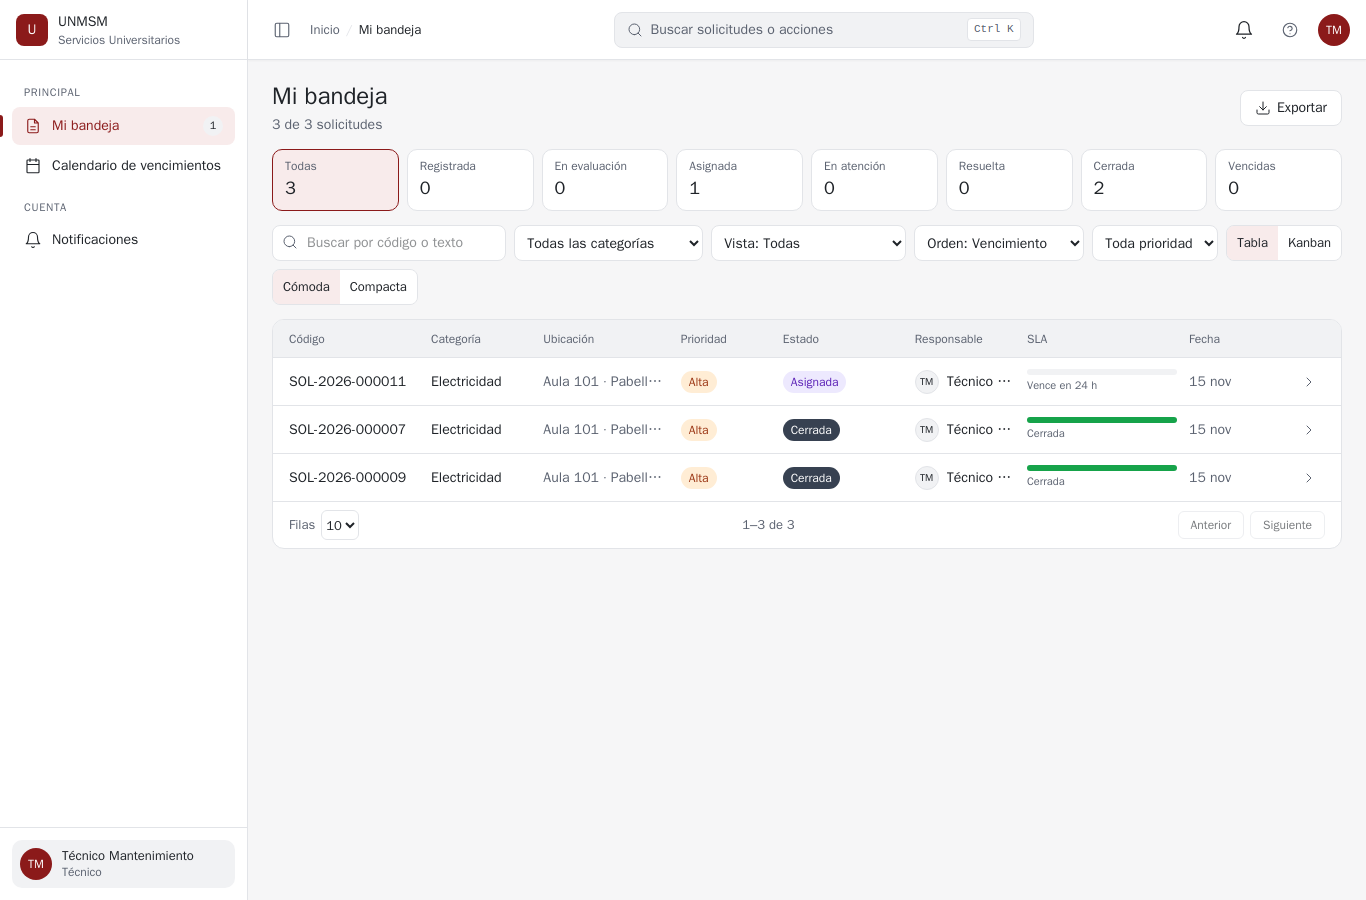 U
UNMSM
Servicios Universitarios
Inicio / Mi bandeja
Buscar solicitudes o acciones
Ctrl K
TM
PRINCIPAL
Mi bandeja 1
Calendario de vencimientos
CUENTA
Notificaciones
Mi bandeja
3 de 3 solicitudes
Exportar
Todas Registrada En evaluación Asignada En atención Resuelta Cerrada Vencidas
3 0 0 1 0 0 2 0
Buscar por código o texto Todas las categorías Vista: Todas Orden: Vencimiento Toda prioridad Tabla Kanban
Cómoda Compacta
Código Categoría Ubicación Prioridad Estado Responsable SLA Fecha
SOL-2026-000011 Electricidad Aula 101 · Pabell… Alta Asignada TM Técnico … Vence en 24 h 15 nov
SOL-2026-000007 Electricidad Aula 101 · Pabell… Alta Cerrada TM Técnico … Cerrada 15 nov
SOL-2026-000009 Electricidad Aula 101 · Pabell… Alta Cerrada TM Técnico … Cerrada 15 nov
Filas 10 1–3 de 3 Anterior Siguiente
TM
Técnico Mantenimiento
Técnico